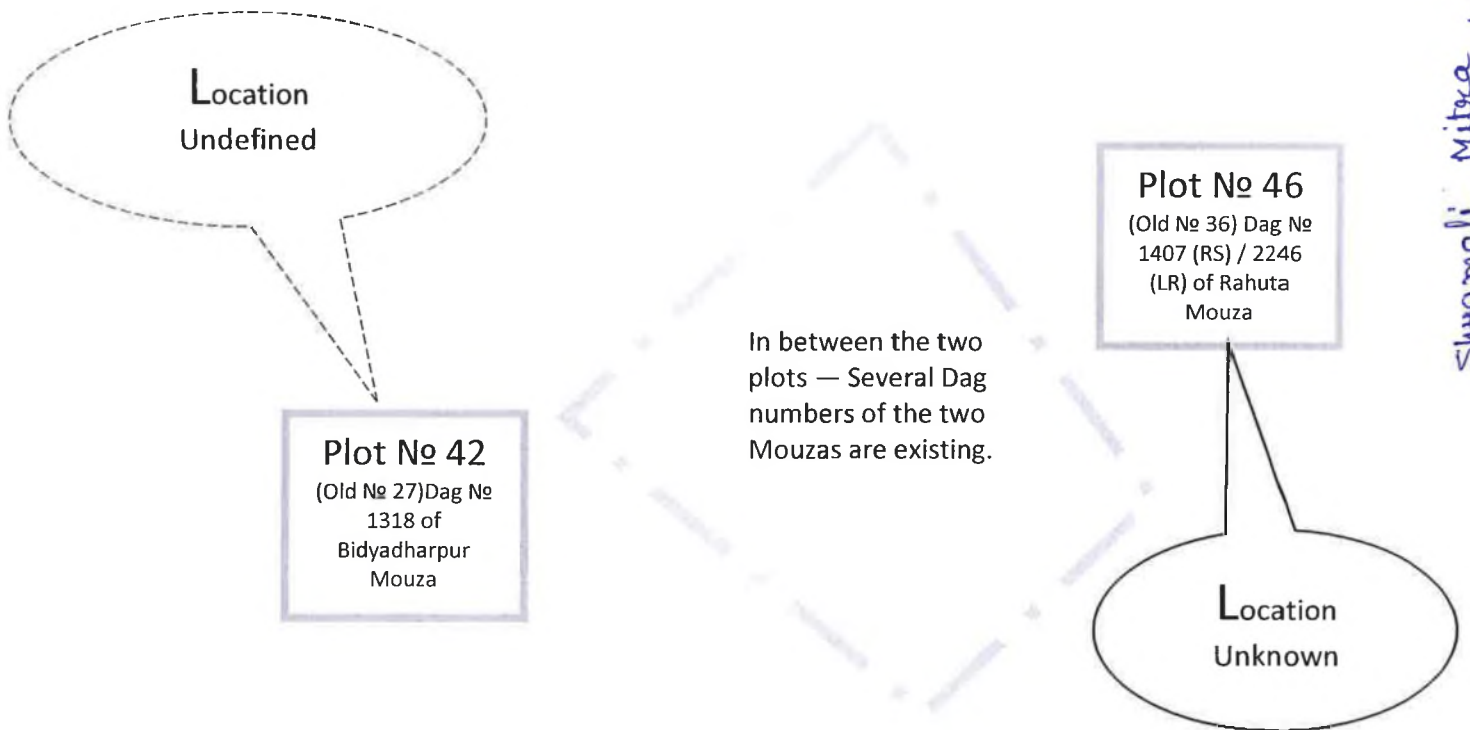 Location
Undefined
Plot № 42
(Old № 27)Dag №
1318 of
Bidyadharpur
Mouza
In between the two
plots — Several Dag
numbers of the two
Mouzas are existing.
Plot № 46
(Old № 36) Dag №
1407 (RS) / 2246
(LR) of Rahuta
Mouza
Location
Unknown
Shyamali Mitra